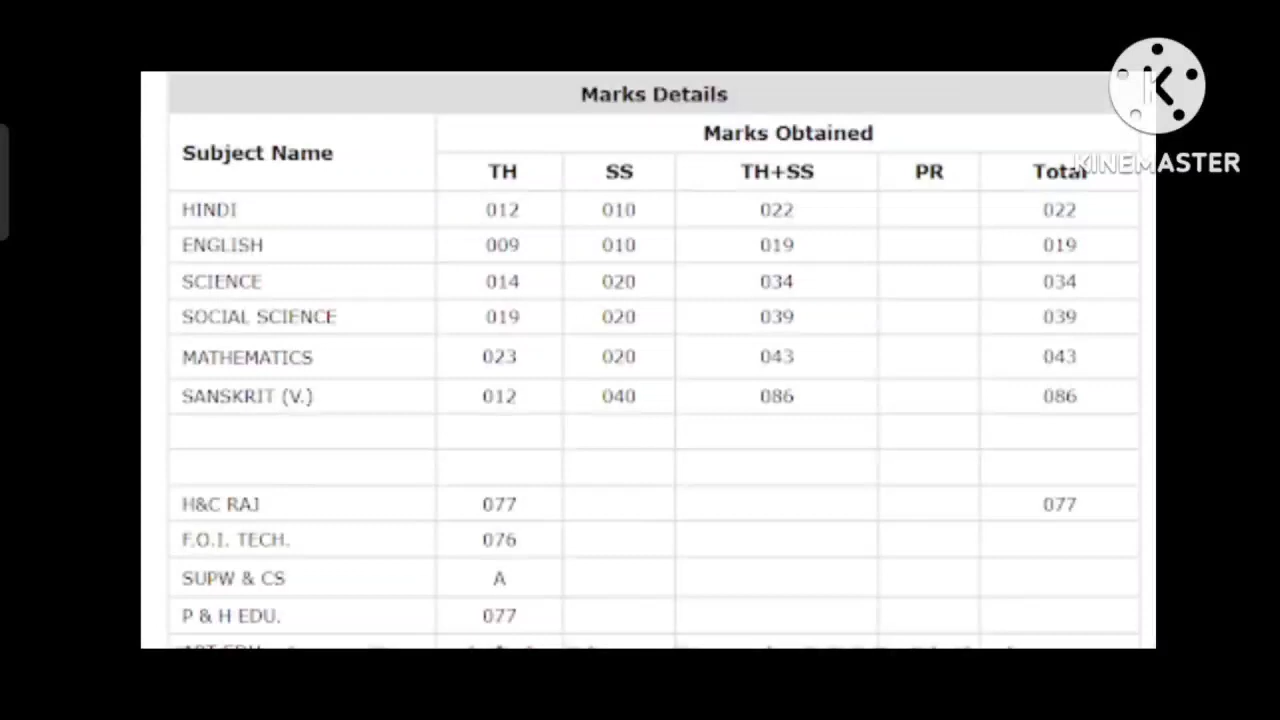 Marks Details
Subject Name
Marks Obtained
TH SS TH+SS PR Total
KINEMASTER
HINDI 012 010 022 022
ENGLISH 009 010 019 019
SCIENCE 014 020 034 034
SOCIAL SCIENCE 019 020 039 039
MATHEMATICS 023 020 043 043
SANSKRIT (V.) 012 040 086 086
H&C RAJ 077 077
F.O.I. TECH. 076
SUPW & CS A
P & H EDU. 077